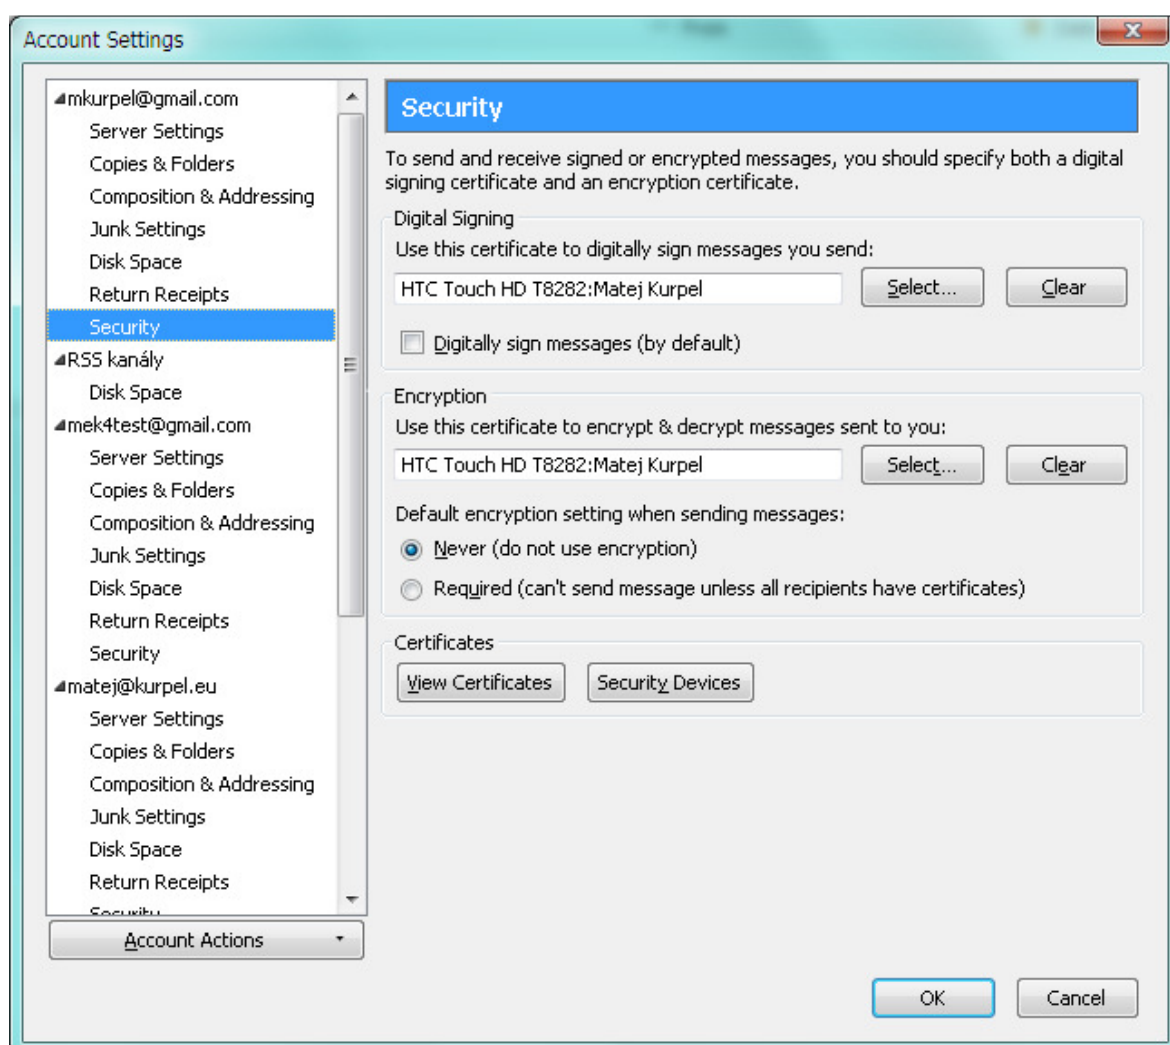 Account Settings
mkurpel@gmail.com
Server Settings
Copies & Folders
Composition & Addressing
Junk Settings
Disk Space
Return Receipts
Security
RSS kanály
Disk Space
mek4test@gmail.com
Server Settings
Copies & Folders
Composition & Addressing
Junk Settings
Disk Space
Return Receipts
Security
matej@kurpel.eu
Server Settings
Copies & Folders
Composition & Addressing
Junk Settings
Disk Space
Return Receipts
Security
Account Actions
Security
To send and receive signed or encrypted messages, you should specify both a digital
signing certificate and an encryption certificate.
Digital Signing
Use this certificate to digitally sign messages you send:
HTC Touch HD T8282:Matej Kurpel
Select...
Clear
Digitally sign messages (by default)
Encryption
Use this certificate to encrypt & decrypt messages sent to you:
HTC Touch HD T8282:Matej Kurpel
Select...
Clear
Default encryption setting when sending messages:
Never (do not use encryption)
Required (can't send message unless all recipients have certificates)
Certificates
View Certificates
Security Devices
OK
Cancel